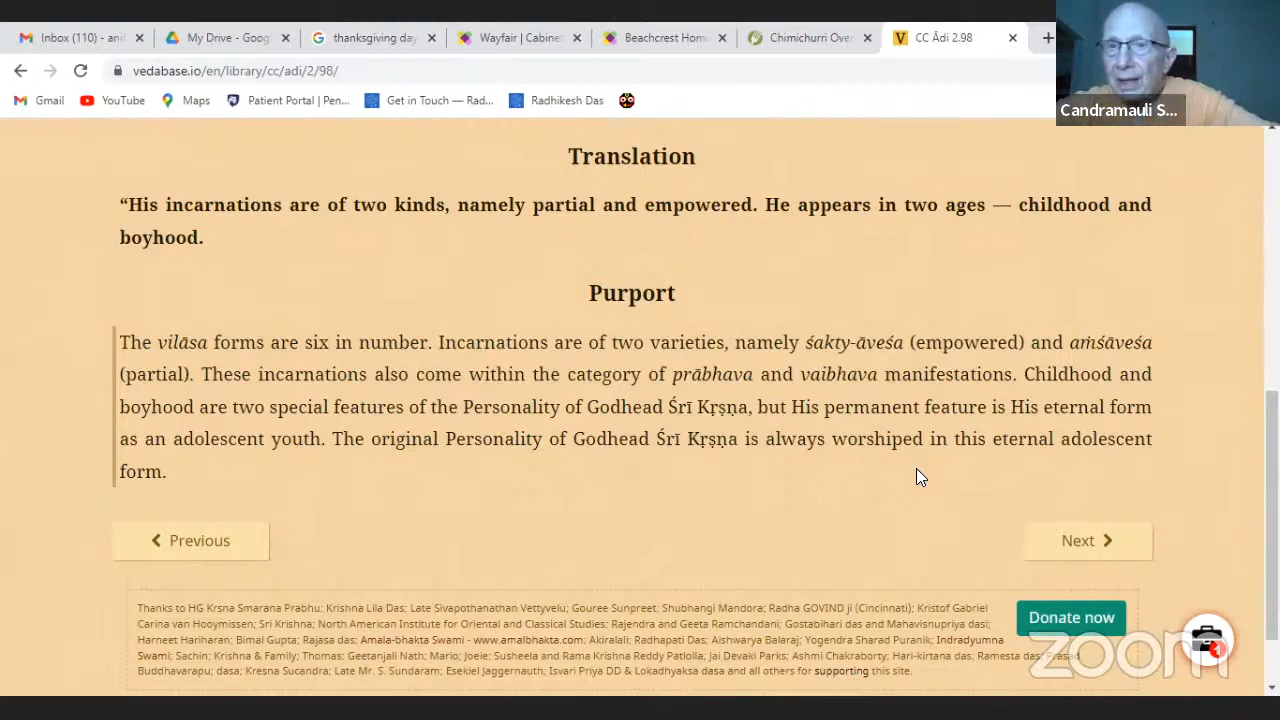 Inbox (110) - ani
My Drive - Goog
thanksgiving day
Wayfair | Cabinet
Beachcrest Hom
Chimichurri Ove
CC Ādi 2.98
vedabase.io/en/library/cc/adi/2/98/
Gmail
YouTube
Maps
Patient Portal | Pen...
Get in Touch — Rad...
Radhikesh Das
Candramauli S...
Translation
“His incarnations are of two kinds, namely partial and empowered. He appears in two ages — childhood and
boyhood.
Purport
The vilāsa forms are six in number. Incarnations are of two varieties, namely śakty-āveśa (empowered) and aṁśāveśa
(partial). These incarnations also come within the category of prābhava and vaibhava manifestations. Childhood and
boyhood are two special features of the Personality of Godhead Śrī Kṛṣṇa, but His permanent feature is His eternal form
as an adolescent youth. The original Personality of Godhead Śrī Kṛṣṇa is always worshiped in this eternal adolescent
form.
Previous
Next
Thanks to HG Krsna Smarana Prabhu; Krishna Lila Das; Late Sivapothanathan Vettyvelu; Gouree Sunpreet; Shubhangi Mandora; Radha GOVIND ji (Cincinnati); Kristof Gabriel
Carina van Hooymissen; Sri Krishna; North American Institute for Oriental and Classical Studies; Rajendra and Geeta Ramchandani; Gostabihari das and Mahavisnupriya dasi;
Harneet Hariharan; Bimal Gupta; Rajasa das; Amala-bhakta Swami - www.amalbhakta.com; Akiralali; Radhapati Das; Aishwarya Balaraj; Yogendra Sharad Puranik; Indradyumna
Swami; Sachin; Krishna & Family; Thomas; Geetanjali Nath; Mario; Joeie; Susheela and Rama Krishna Reddy Patlolla; Jai Devaki Parks; Ashmi Chakraborty; Hari-kirtana das; Ramesta das; Prasad
Buddhavarapu; dasa; Kresna Sucandra; Late Mr. S. Sundaram; Esekiel Jaggernauth; Isvari Priya DD & Lokadhyaksa dasa and all others for supporting this site.
Donate now
1
zoom